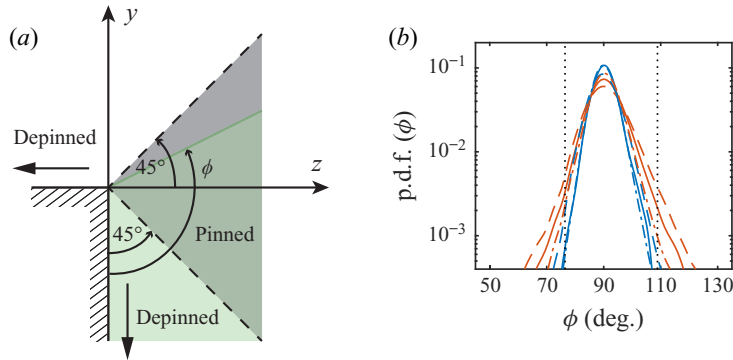 (a)
y
Depinned
45°
ϕ
z
45°
Pinned
Depinned
(b)
p.d.f. (ϕ)
10⁻¹
10⁻²
10⁻³
50 70 90 110 130
ϕ (deg.)